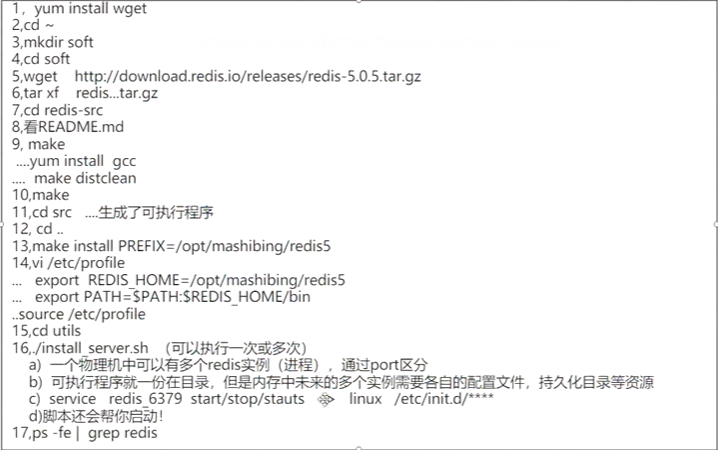 1，yum install wget
2,cd ~
3,mkdir soft
4,cd soft
5,wget    http://download.redis.io/releases/redis-5.0.5.tar.gz
6,tar xf    redis...tar.gz
7,cd redis-src
8,看README.md
9, make
....yum install  gcc
....  make distclean
10,make
11,cd src   ....生成了可执行程序
12, cd ..
13,make install PREFIX=/opt/mashibing/redis5
14,vi /etc/profile
...   export  REDIS_HOME=/opt/mashibing/redis5
...   export PATH=$PATH:$REDIS_HOME/bin
..source /etc/profile
15,cd utils
16,./install_server.sh  （可以执行一次或多次）
a)  一个物理机中可以有多个redis实例（进程），通过port区分
b)  可执行程序就一份在目录，但是内存中未来的多个实例需要各自的配置文件，持久化目录等资源
c)  service   redis_6379  start/stop/stauts     linux   /etc/init.d/****
d)脚本还会帮你启动！
17,ps -fe |  grep redis